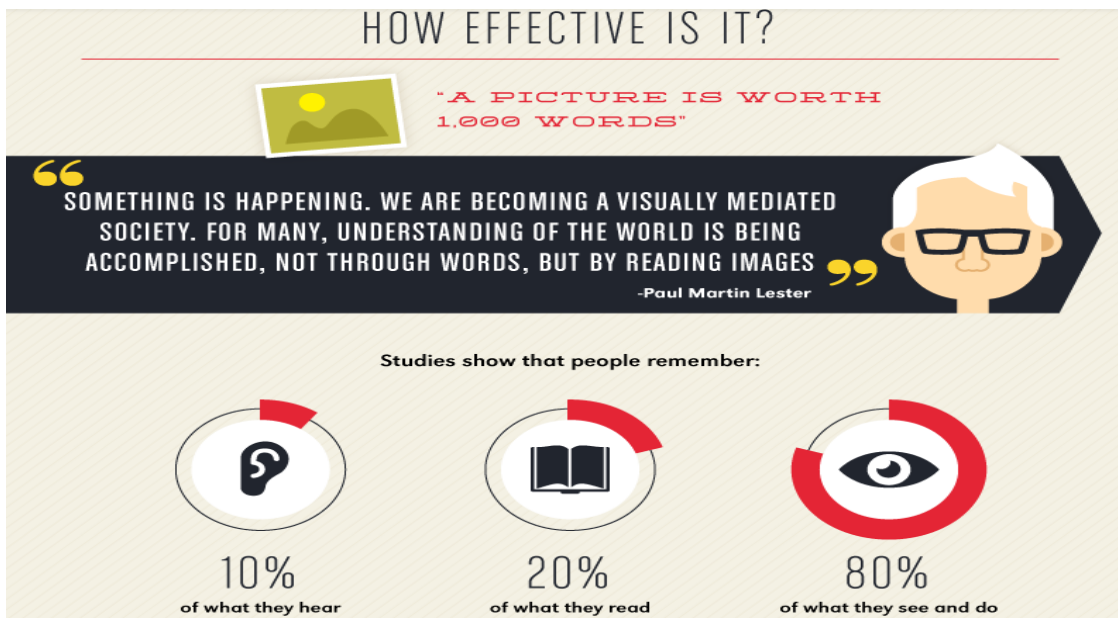 HOW EFFECTIVE IS IT?
“A PICTURE IS WORTH
1,000 WORDS”
“SOMETHING IS HAPPENING. WE ARE BECOMING A VISUALLY MEDIATED
SOCIETY. FOR MANY, UNDERSTANDING OF THE WORLD IS BEING
ACCOMPLISHED, NOT THROUGH WORDS, BUT BY READING IMAGES”
-Paul Martin Lester
Studies show that people remember:
10%
of what they hear
20%
of what they read
80%
of what they see and do